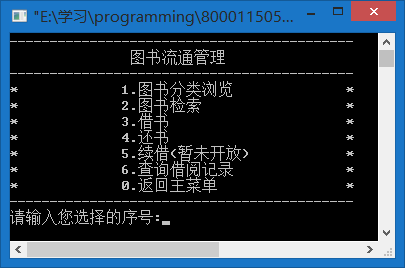 "E:\学习\programming\800011505...
图书流通管理
* 1.图书分类浏览 *
* 2.图书检索 *
* 3.借书 *
* 4.还书 *
* 5.续借(暂未开放) *
* 6.查询借阅记录 *
* 0.返回主菜单 *
请输入您选择的序号:_